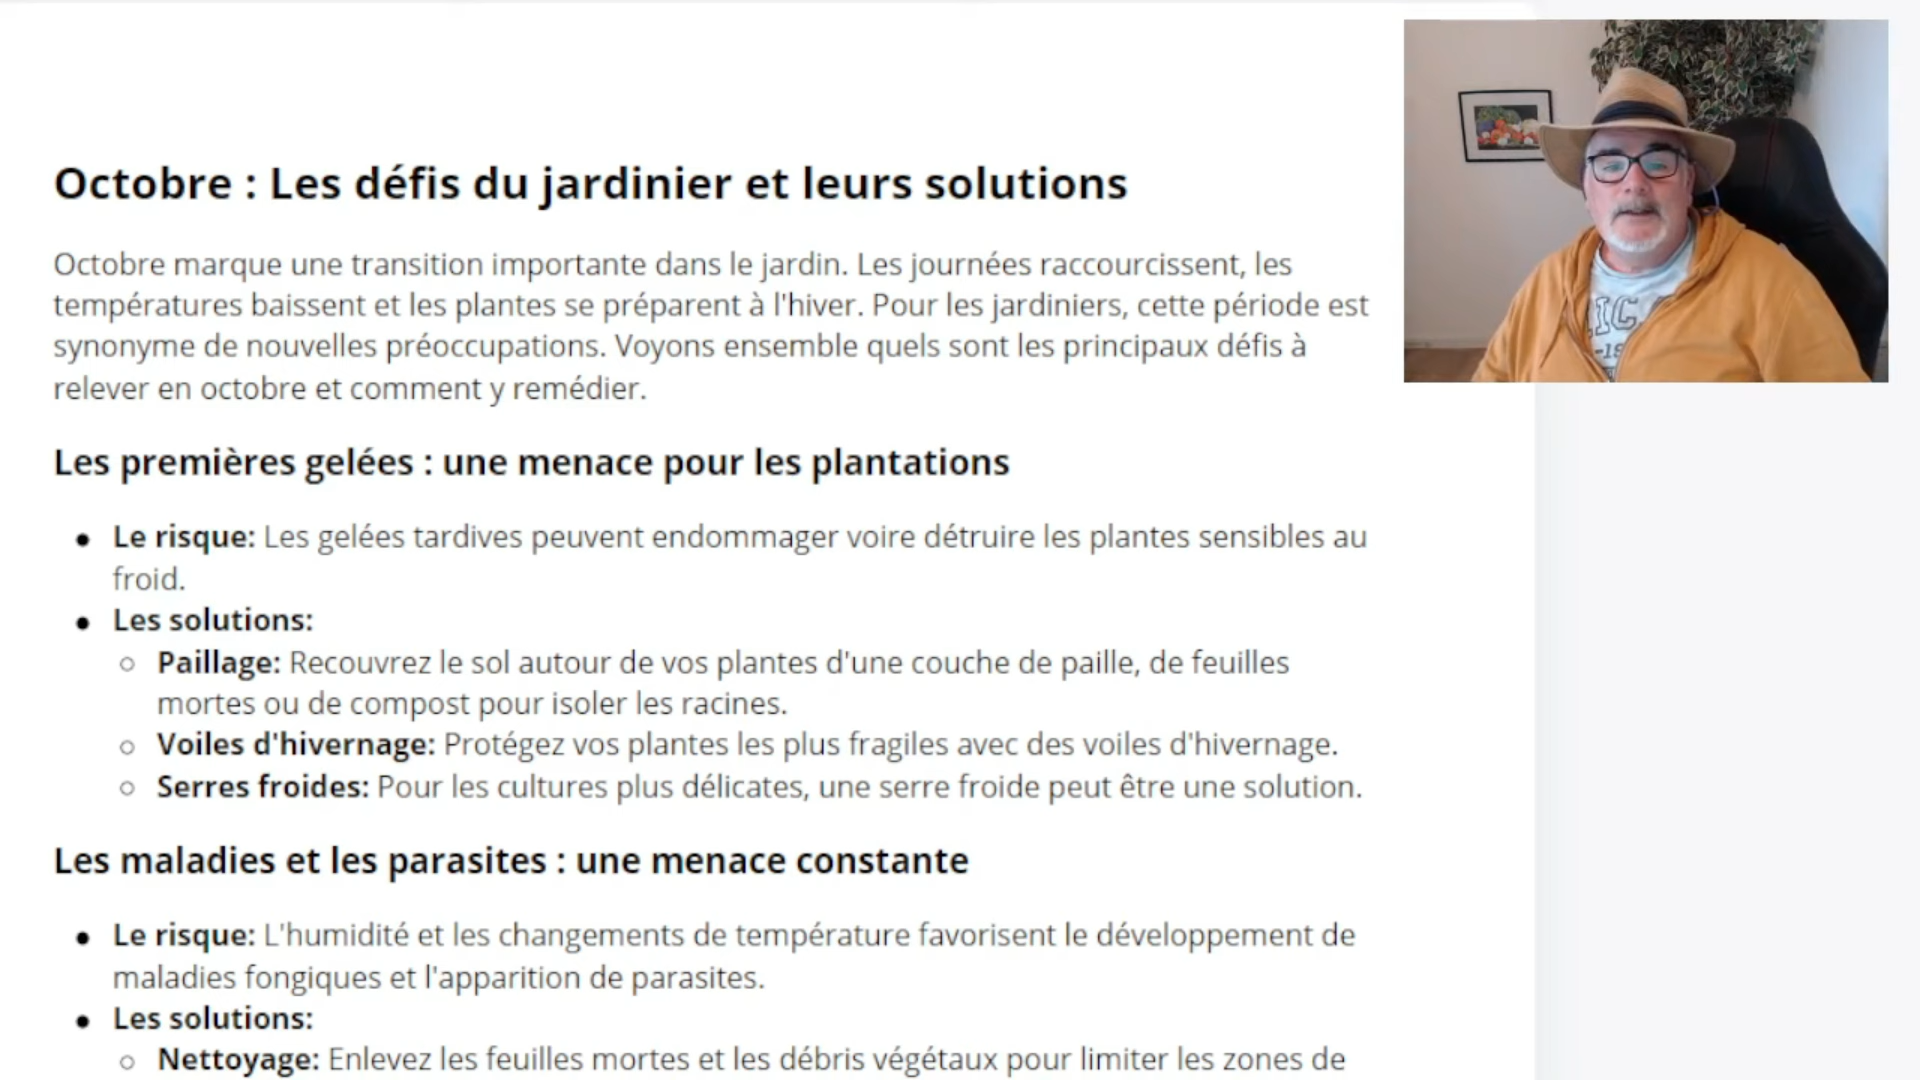 Octobre : Les défis du jardinier et leurs solutions
Octobre marque une transition importante dans le jardin. Les journées raccourcissent, les
températures baissent et les plantes se préparent à l'hiver. Pour les jardiniers, cette période est
synonyme de nouvelles préoccupations. Voyons ensemble quels sont les principaux défis à
relever en octobre et comment y remédier.
Les premières gelées : une menace pour les plantations
Le risque: Les gelées tardives peuvent endommager voire détruire les plantes sensibles au
froid.
Les solutions:
Paillage: Recouvrez le sol autour de vos plantes d'une couche de paille, de feuilles
mortes ou de compost pour isoler les racines.
Voiles d'hivernage: Protégez vos plantes les plus fragiles avec des voiles d'hivernage.
Serres froides: Pour les cultures plus délicates, une serre froide peut être une solution.
Les maladies et les parasites : une menace constante
Le risque: L'humidité et les changements de température favorisent le développement de
maladies fongiques et l'apparition de parasites.
Les solutions:
Nettoyage: Enlevez les feuilles mortes et les débris végétaux pour limiter les zones de